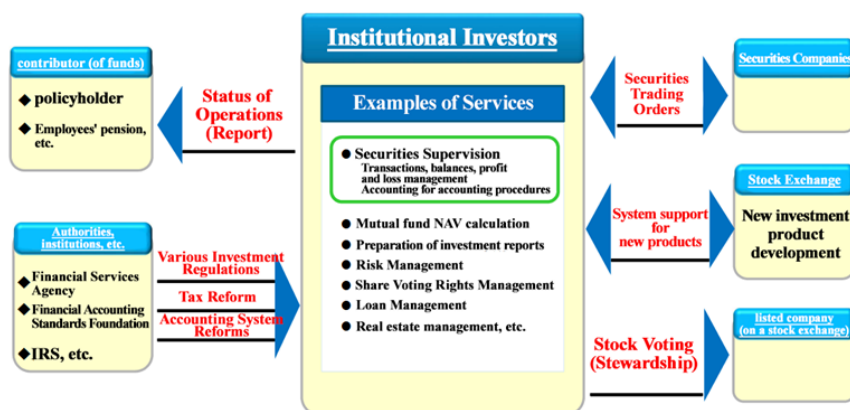 contributor (of funds)
◆ policyholder
◆ Employees' pension,
etc.
Status of
Operations
(Report)
Authorities,
institutions, etc.
◆ Financial Services
Agency
◆ Financial Accounting
Standards Foundation
◆IRS, etc.
Various Investment
Regulations
Tax Reform
Accounting System
Reforms
Institutional Investors
Examples of Services
● Securities Supervision
Transactions, balances, profit
and loss management
Accounting for accounting procedures
● Mutual fund NAV calculation
● Preparation of investment reports
● Risk Management
● Share Voting Rights Management
● Loan Management
● Real estate management, etc.
Securities
Trading
Orders
Securities Companies
System support
for
new products
Stock Exchange
New investment
product
development
Stock Voting
(Stewardship)
listed company
(on a stock exchange)